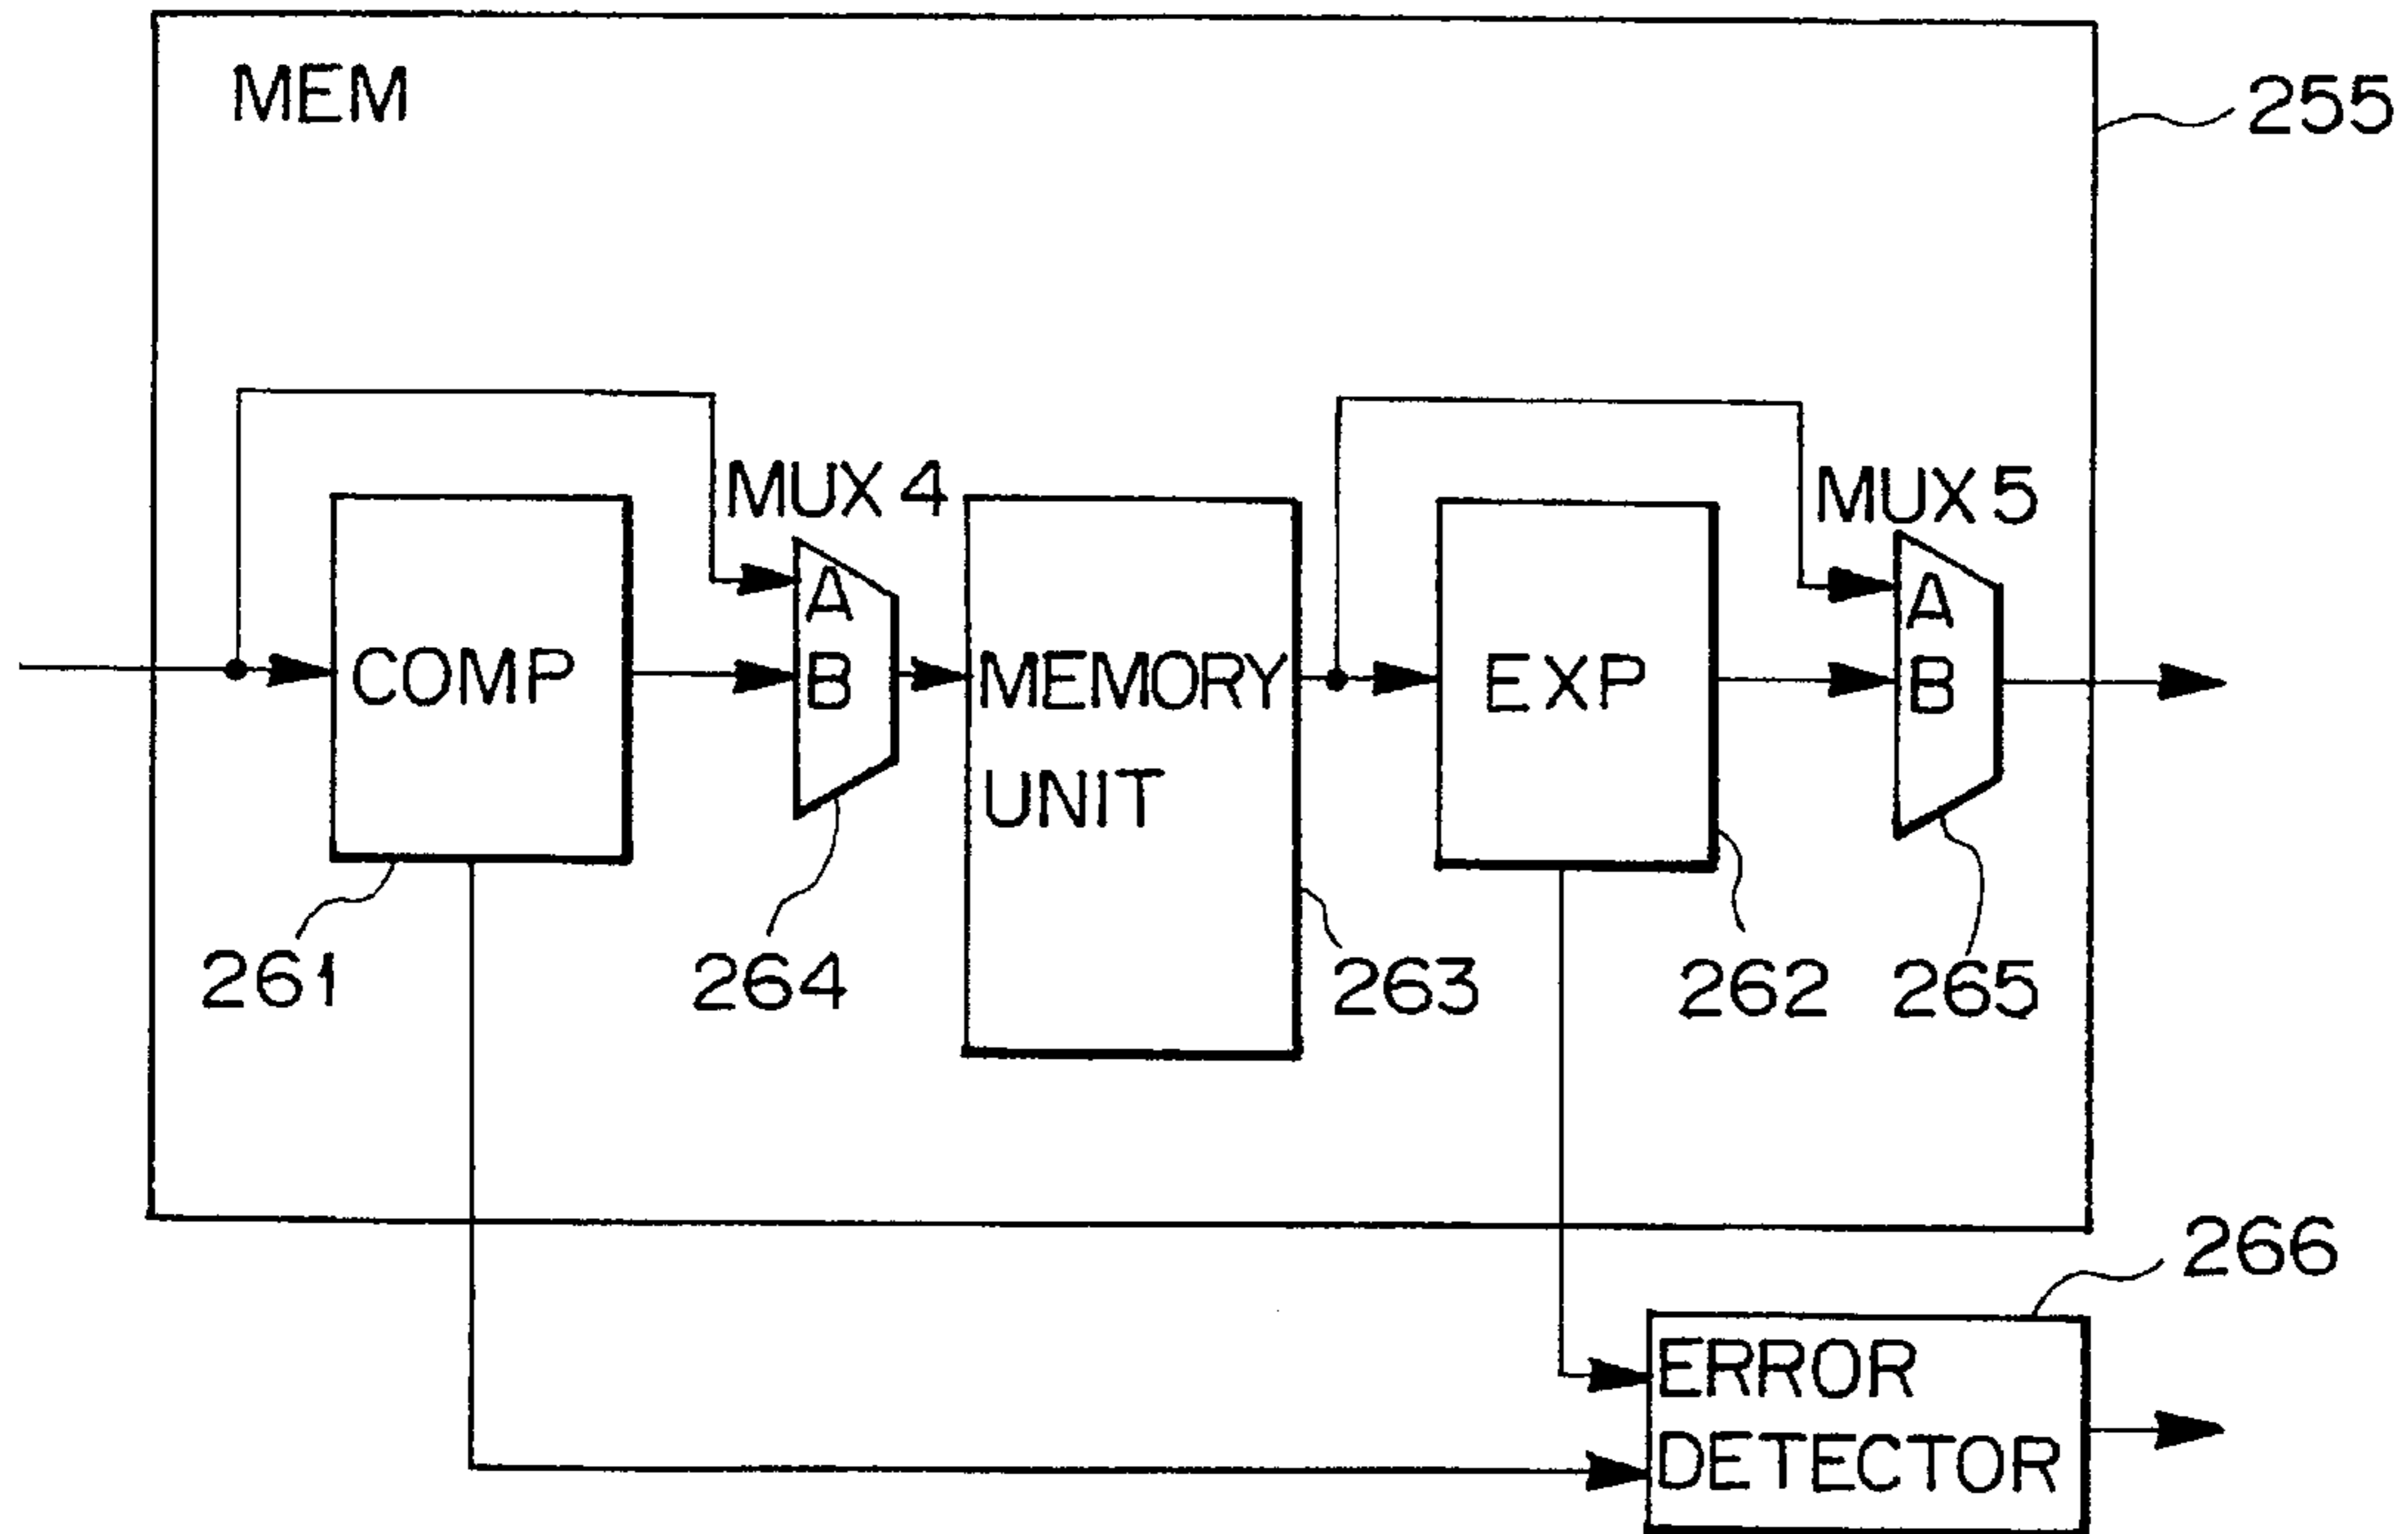 MEM
255
MUX 4
MUX 5
A
B
A
B
COMP
MEMORY
UNIT
EXP
261
264
263
262
265
266
ERROR
DETECTOR